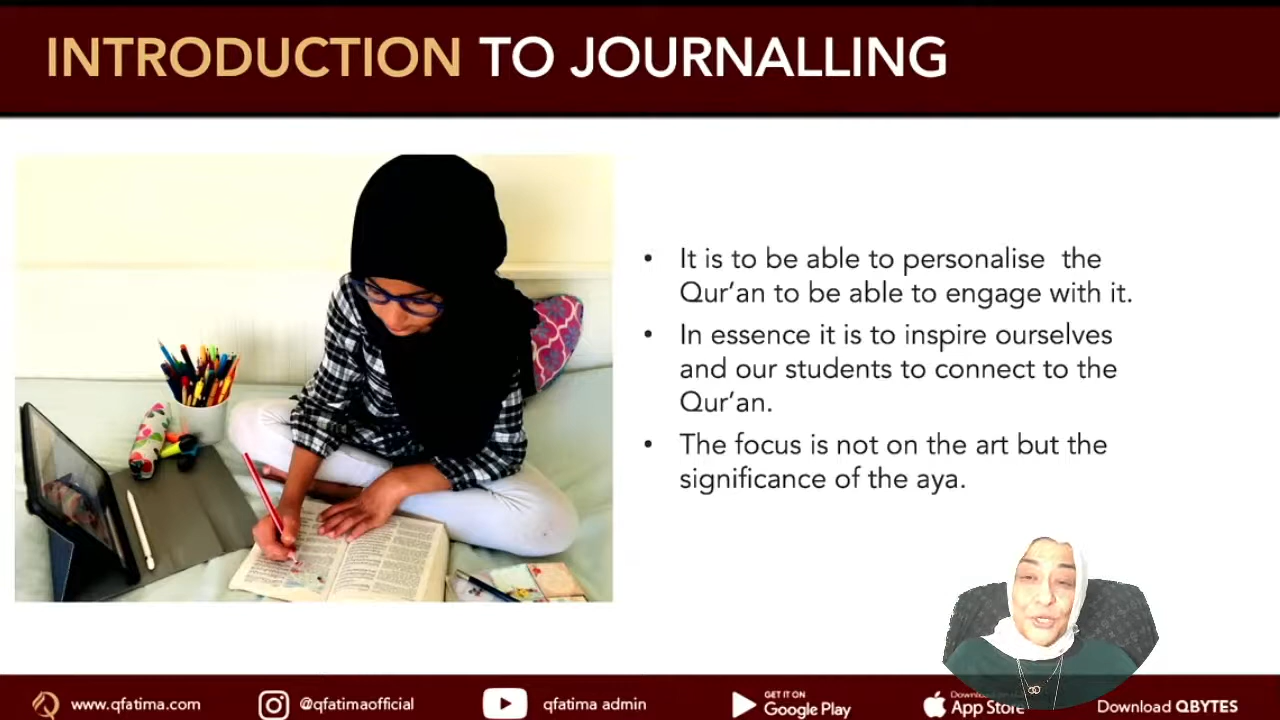 INTRODUCTION TO JOURNALLING
• It is to be able to personalise the
Qur’an to be able to engage with it.
• In essence it is to inspire ourselves
and our students to connect to the
Qur’an.
• The focus is not on the art but the
significance of the aya.
www.qfatima.com
@qfatimaofficial
qfatima admin
GET IT ON
Google Play
App Store
Download QBYTES